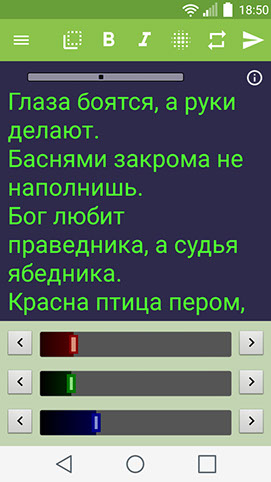 18:50
B I
Глаза боятся, а руки
делают.
Баснями закрома не
наполнишь.
Бог любит
праведника, а судья
ябедника.
Красна птица пером,